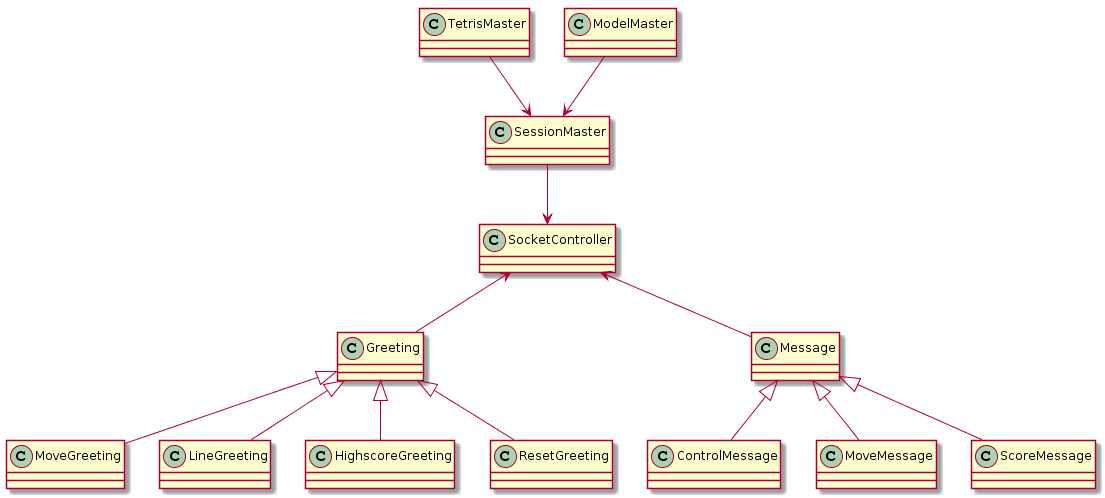 C TetrisMaster
C ModelMaster
C SessionMaster
C SocketController
C Greeting
C Message
C MoveGreeting
C LineGreeting
C HighscoreGreeting
C ResetGreeting
C ControlMessage
C MoveMessage
C ScoreMessage